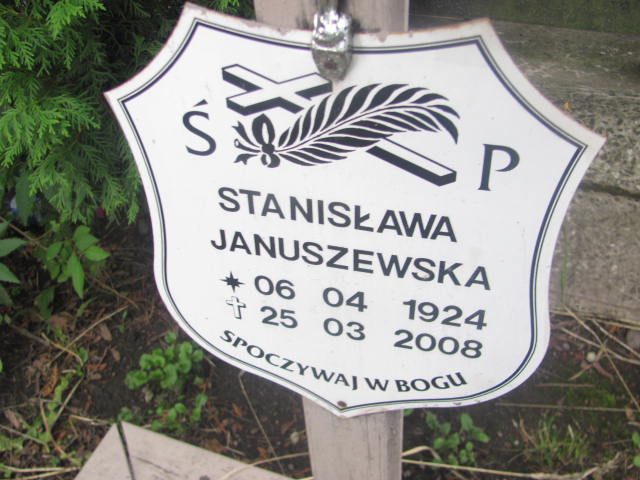 Ś P
STANISŁAWA
JANUSZEWSKA
06 04 1924
25 03 2008
SPOCZYWAJ W BOGU